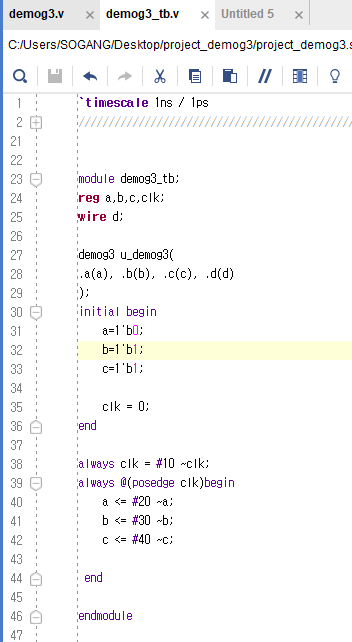 demog3.v × demog3_tb.v × Untitled 5 ×
C:/Users/SOGANG/Desktop/project_demog3/project_demog3.s
1 `timescale 1ns / 1ps
2 //////////////////////////////////////////////
21
22
23 module demog3_tb;
24 reg a,b,c,clk;
25 wire d;
26
27 demog3 u_demog3(
28 .a(a), .b(b), .c(c), .d(d)
29 );
30 initial begin
31 a=1'b0;
32 b=1'b1;
33 c=1'b1;
34
35 clk = 0;
36 end
37
38 always clk = #10 ~clk;
39 always @(posedge clk)begin
40 a <= #20 ~a;
41 b <= #30 ~b;
42 c <= #40 ~c;
43
44 end
45
46 endmodule
47